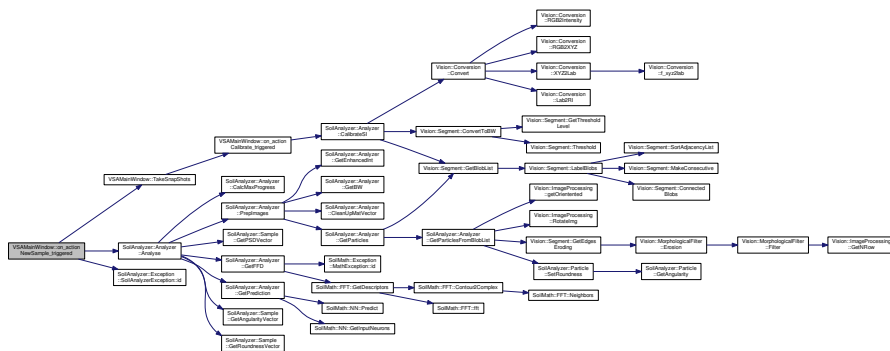 VSAMainWindow::on_action
NewSample_triggered
VSAMainWindow::TakeSnapShots
SoilAnalyzer::Analyzer
::Analyse
SoilAnalyzer::Exception
::SoilAnalyzerException::id
VSAMainWindow::on_action
Calibrate_triggered
SoilAnalyzer::Analyzer
::CalcMaxProgress
SoilAnalyzer::Analyzer
::PrepImages
SoilAnalyzer::Sample
::GetPSDVector
SoilAnalyzer::Analyzer
::GetFFD
SoilAnalyzer::Analyzer
::GetPrediction
SoilAnalyzer::Sample
::GetAngularityVector
SoilAnalyzer::Sample
::GetRoundnessVector
SoilAnalyzer::Analyzer
::CalibrateSI
SoilAnalyzer::Analyzer
::GetEnhancedInt
SoilAnalyzer::Analyzer
::GetBW
SoilAnalyzer::Analyzer
::CleanUpMatVector
SoilAnalyzer::Analyzer
::GetParticles
SoilMath::Exception
::MathException::id
SoilMath::FFT::GetDescriptors
SoilMath::NN::Predict
SoilMath::NN::GetInputNeurons
Vision::Conversion
::Convert
Vision::Segment::ConvertToBW
Vision::Segment::GetBlobList
SoilAnalyzer::Analyzer
::GetParticlesFromBlobList
SoilMath::FFT::Contour2Complex
SoilMath::FFT::fft
Vision::Conversion
::RGB2Intensity
Vision::Conversion
::RGB2XYZ
Vision::Conversion
::XYZ2Lab
Vision::Conversion
::Lab2RI
Vision::Segment::GetThreshold
Level
Vision::Segment::Threshold
Vision::Segment::LabelBlobs
Vision::ImageProcessing
::getOriented
Vision::ImageProcessing
::RotateImg
Vision::Segment::GetEdges
Eroding
SoilAnalyzer::Particle
::SetRoundness
SoilMath::FFT::Neighbors
Vision::Conversion
::f_xyz2lab
Vision::Segment::SortAdjacencyList
Vision::Segment::MakeConsecutive
Vision::Segment::Connected
Blobs
Vision::MorphologicalFilter
::Erosion
SoilAnalyzer::Particle
::GetAngularity
Vision::MorphologicalFilter
::Filter
Vision::ImageProcessing
::GetNRow